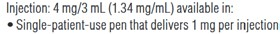 Injection: 4 mg/3 mL (1.34 mg/mL) available in:
• Single-patient-use pen that delivers 1 mg per injection